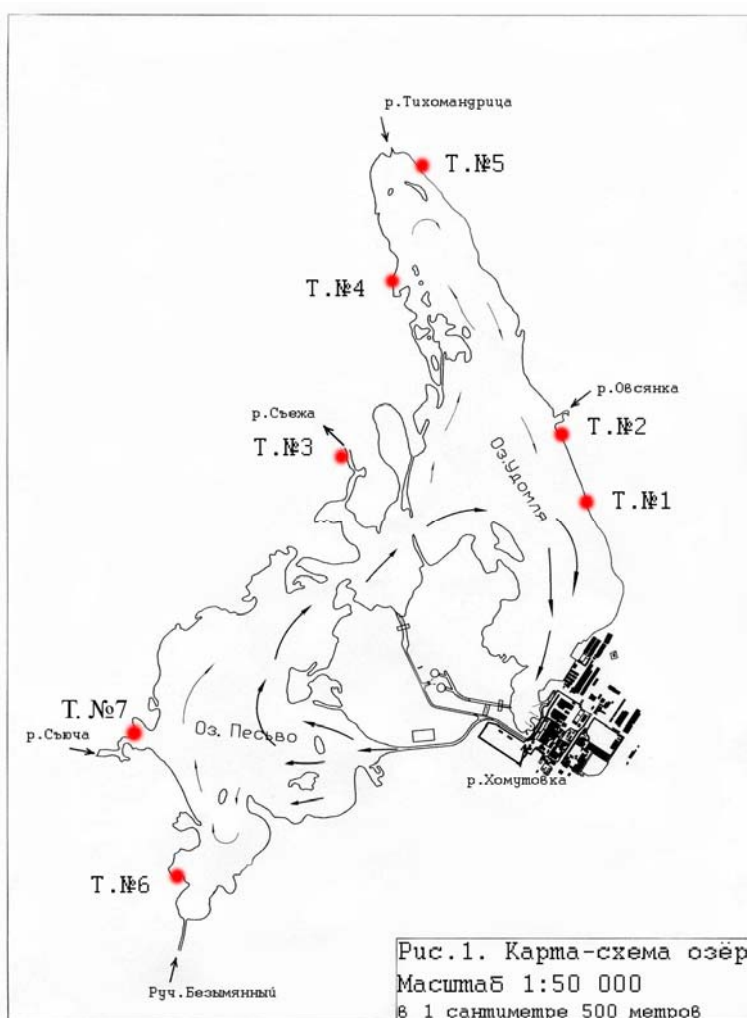 р.Тихомандрица
Т.№5
Т.№4
р.Овсянка
р.Съежа
Т.№2
Т.№3
Оз.Удомля
Т.№1
Т. №7
р.Сьюча
Оз. Песьво
р.Хомутовка
Т.№6
Руч.Безымянный
Рис.1. Карта-схема озёр
Масштаб 1:50 000
в 1 сантиметре 500 метров